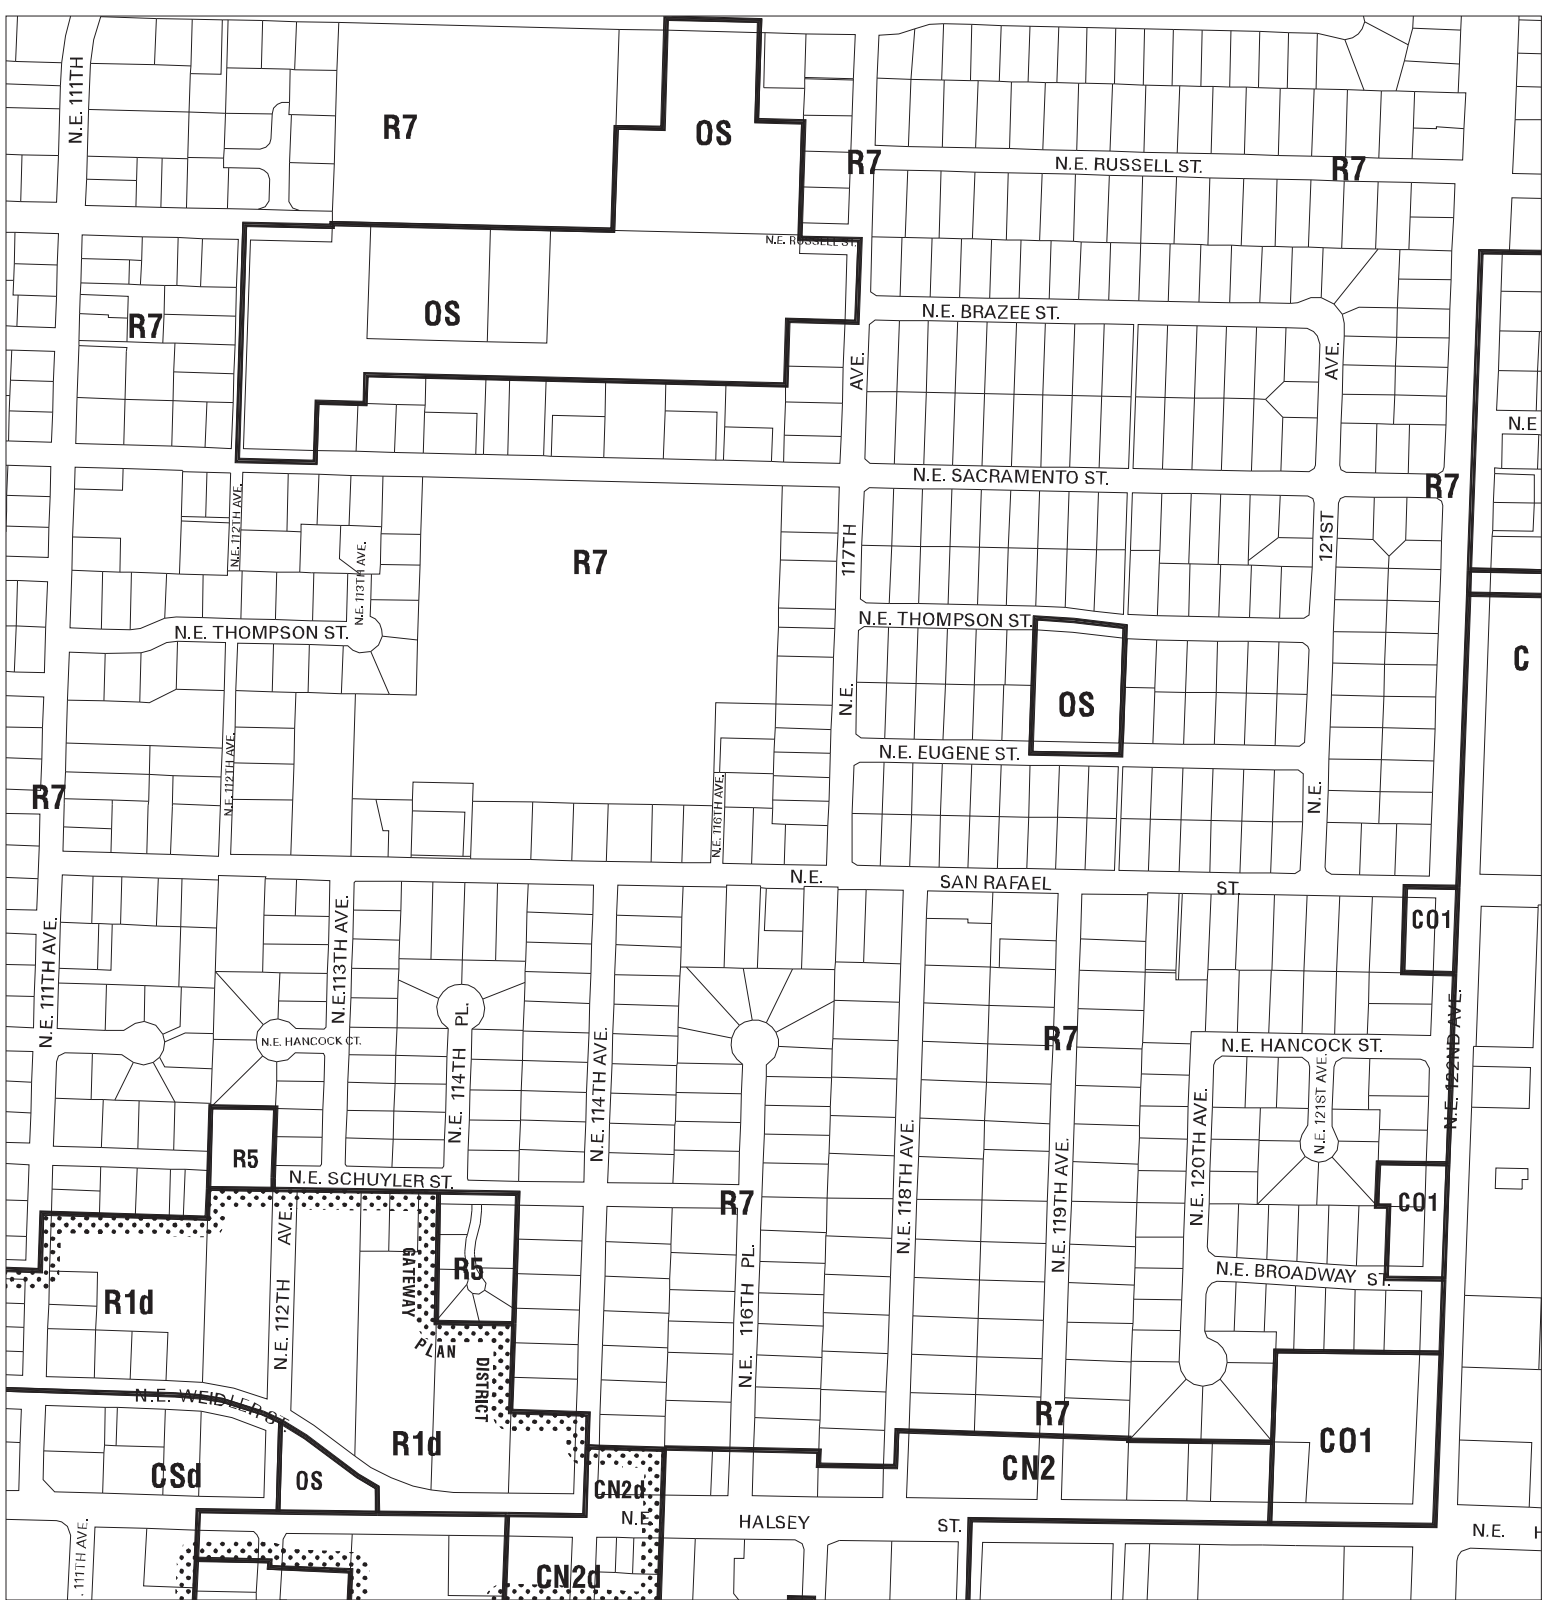 N.E. 111TH
R7
OS
R7
N.E. RUSSELL ST.
R7
N.E. RUSSELL ST.
R7
OS
N.E. BRAZEE ST.
AVE.
AVE.
N.E
N.E. SACRAMENTO ST.
R7
N.E. 112TH AVE.
N.E. 113TH AVE.
R7
117TH
121ST
N.E. THOMPSON ST.
N.E. THOMPSON ST.
C
N.E.
OS
N.E. EUGENE ST.
N.E. 112TH AVE.
R7
N.E. 116TH AVE.
N.E.
N.E.
SAN RAFAEL
ST.
CO1
N.E. 111TH AVE.
N.E.113TH AVE.
N.E. 114TH PL.
N.E. HANCOCK CT.
N.E. 114TH AVE.
R7
N.E. HANCOCK ST.
N.E. 122ND AVE.
N.E. 121ST AVE.
N.E. 120TH AVE.
N.E. 118TH AVE.
N.E. 119TH AVE.
R5
N.E. SCHUYLER ST.
R7
CO1
N.E. 112TH AVE.
GATEWAY
PLAN
DISTRICT
R5
N.E. BROADWAY ST.
R1d
N.E. 116TH PL.
N.E. WEIDLER ST.
R1d
R7
CO1
CN2
CSd
OS
CN2d
N.E.
HALSEY
ST.
N.E.
H
111TH AVE.
CN2d